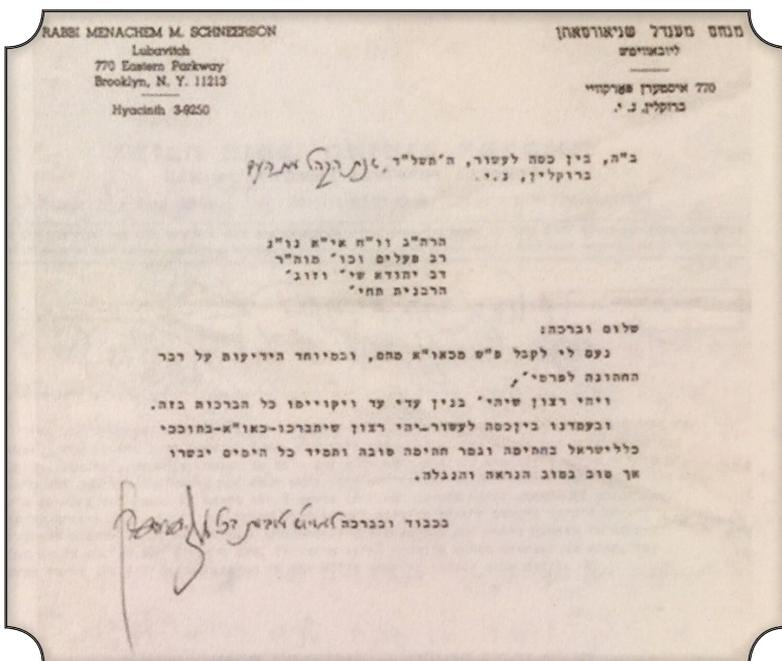 RABBI MENACHEM M. SCHNEERSON
Lubavitch
770 Eastern Parkway
Brooklyn, N. Y. 11213
Hyacinth 3-9250
מנחם מענדל שניאורסאהן
ליובאוויטש
770 איסטערן פארקוויי
ברוקלין, נ. י.
ב"ה, בין כסה לעשור, ה'תשל"ד,
ברוקלין, נ.י.
הרה"ג וו"ח אי"א נו"נ
רב פעלים וכו' מוה"ר
דב יהודא שי' וזוג'
הרבנית תחי'
שלום וברכה:
נעם לי לקבל פ"ש מכאו"א מהם, ובמיוחד הידיעות על דבר
החתונה לפרטי',
ויהי רצון שיהי' בנין עדי עד ויקויימו כל הברכות בזה.
ובעמדנו ביןכסה לעשור-יהי רצון שיתברכו-כאו"א-בתוככי
כללישראל בחתימה וגמר חתימה טובה ותמיד כל הימים יבשרו
אך טוב בטוב הנראה והנגלה.
בכבוד ובברכה